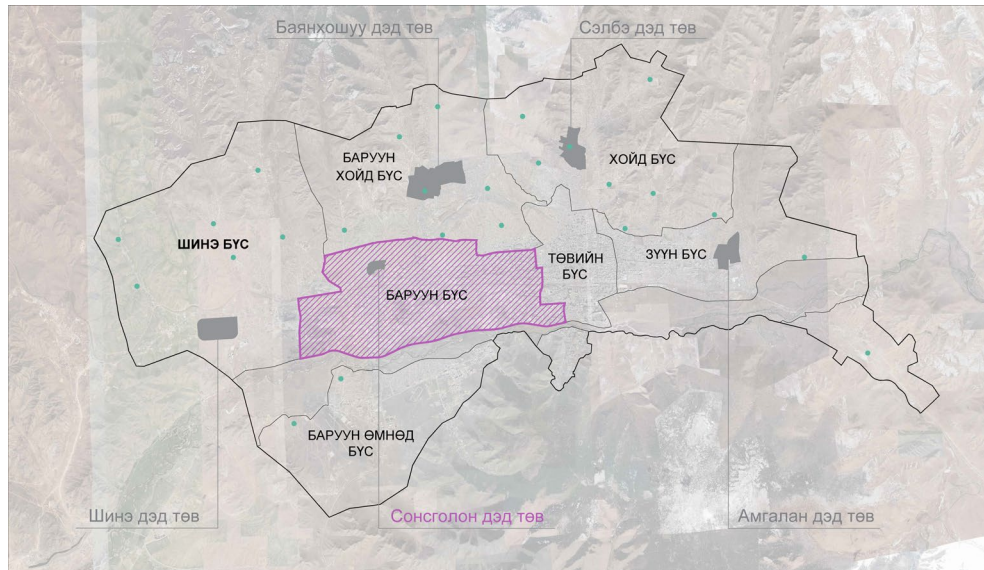 Баянхошуу дэд төв
Сэлбэ дэд төв
БАРУУН
ХОЙД БҮС
ХОЙД БҮС
ШИНЭ БҮС
ТӨВИЙН
БҮС
ЗҮҮН БҮС
БАРУУН БҮС
БАРУУН ӨМНӨД
БҮС
Шинэ дэд төв
Сонсголон дэд төв
Амгалан дэд төв